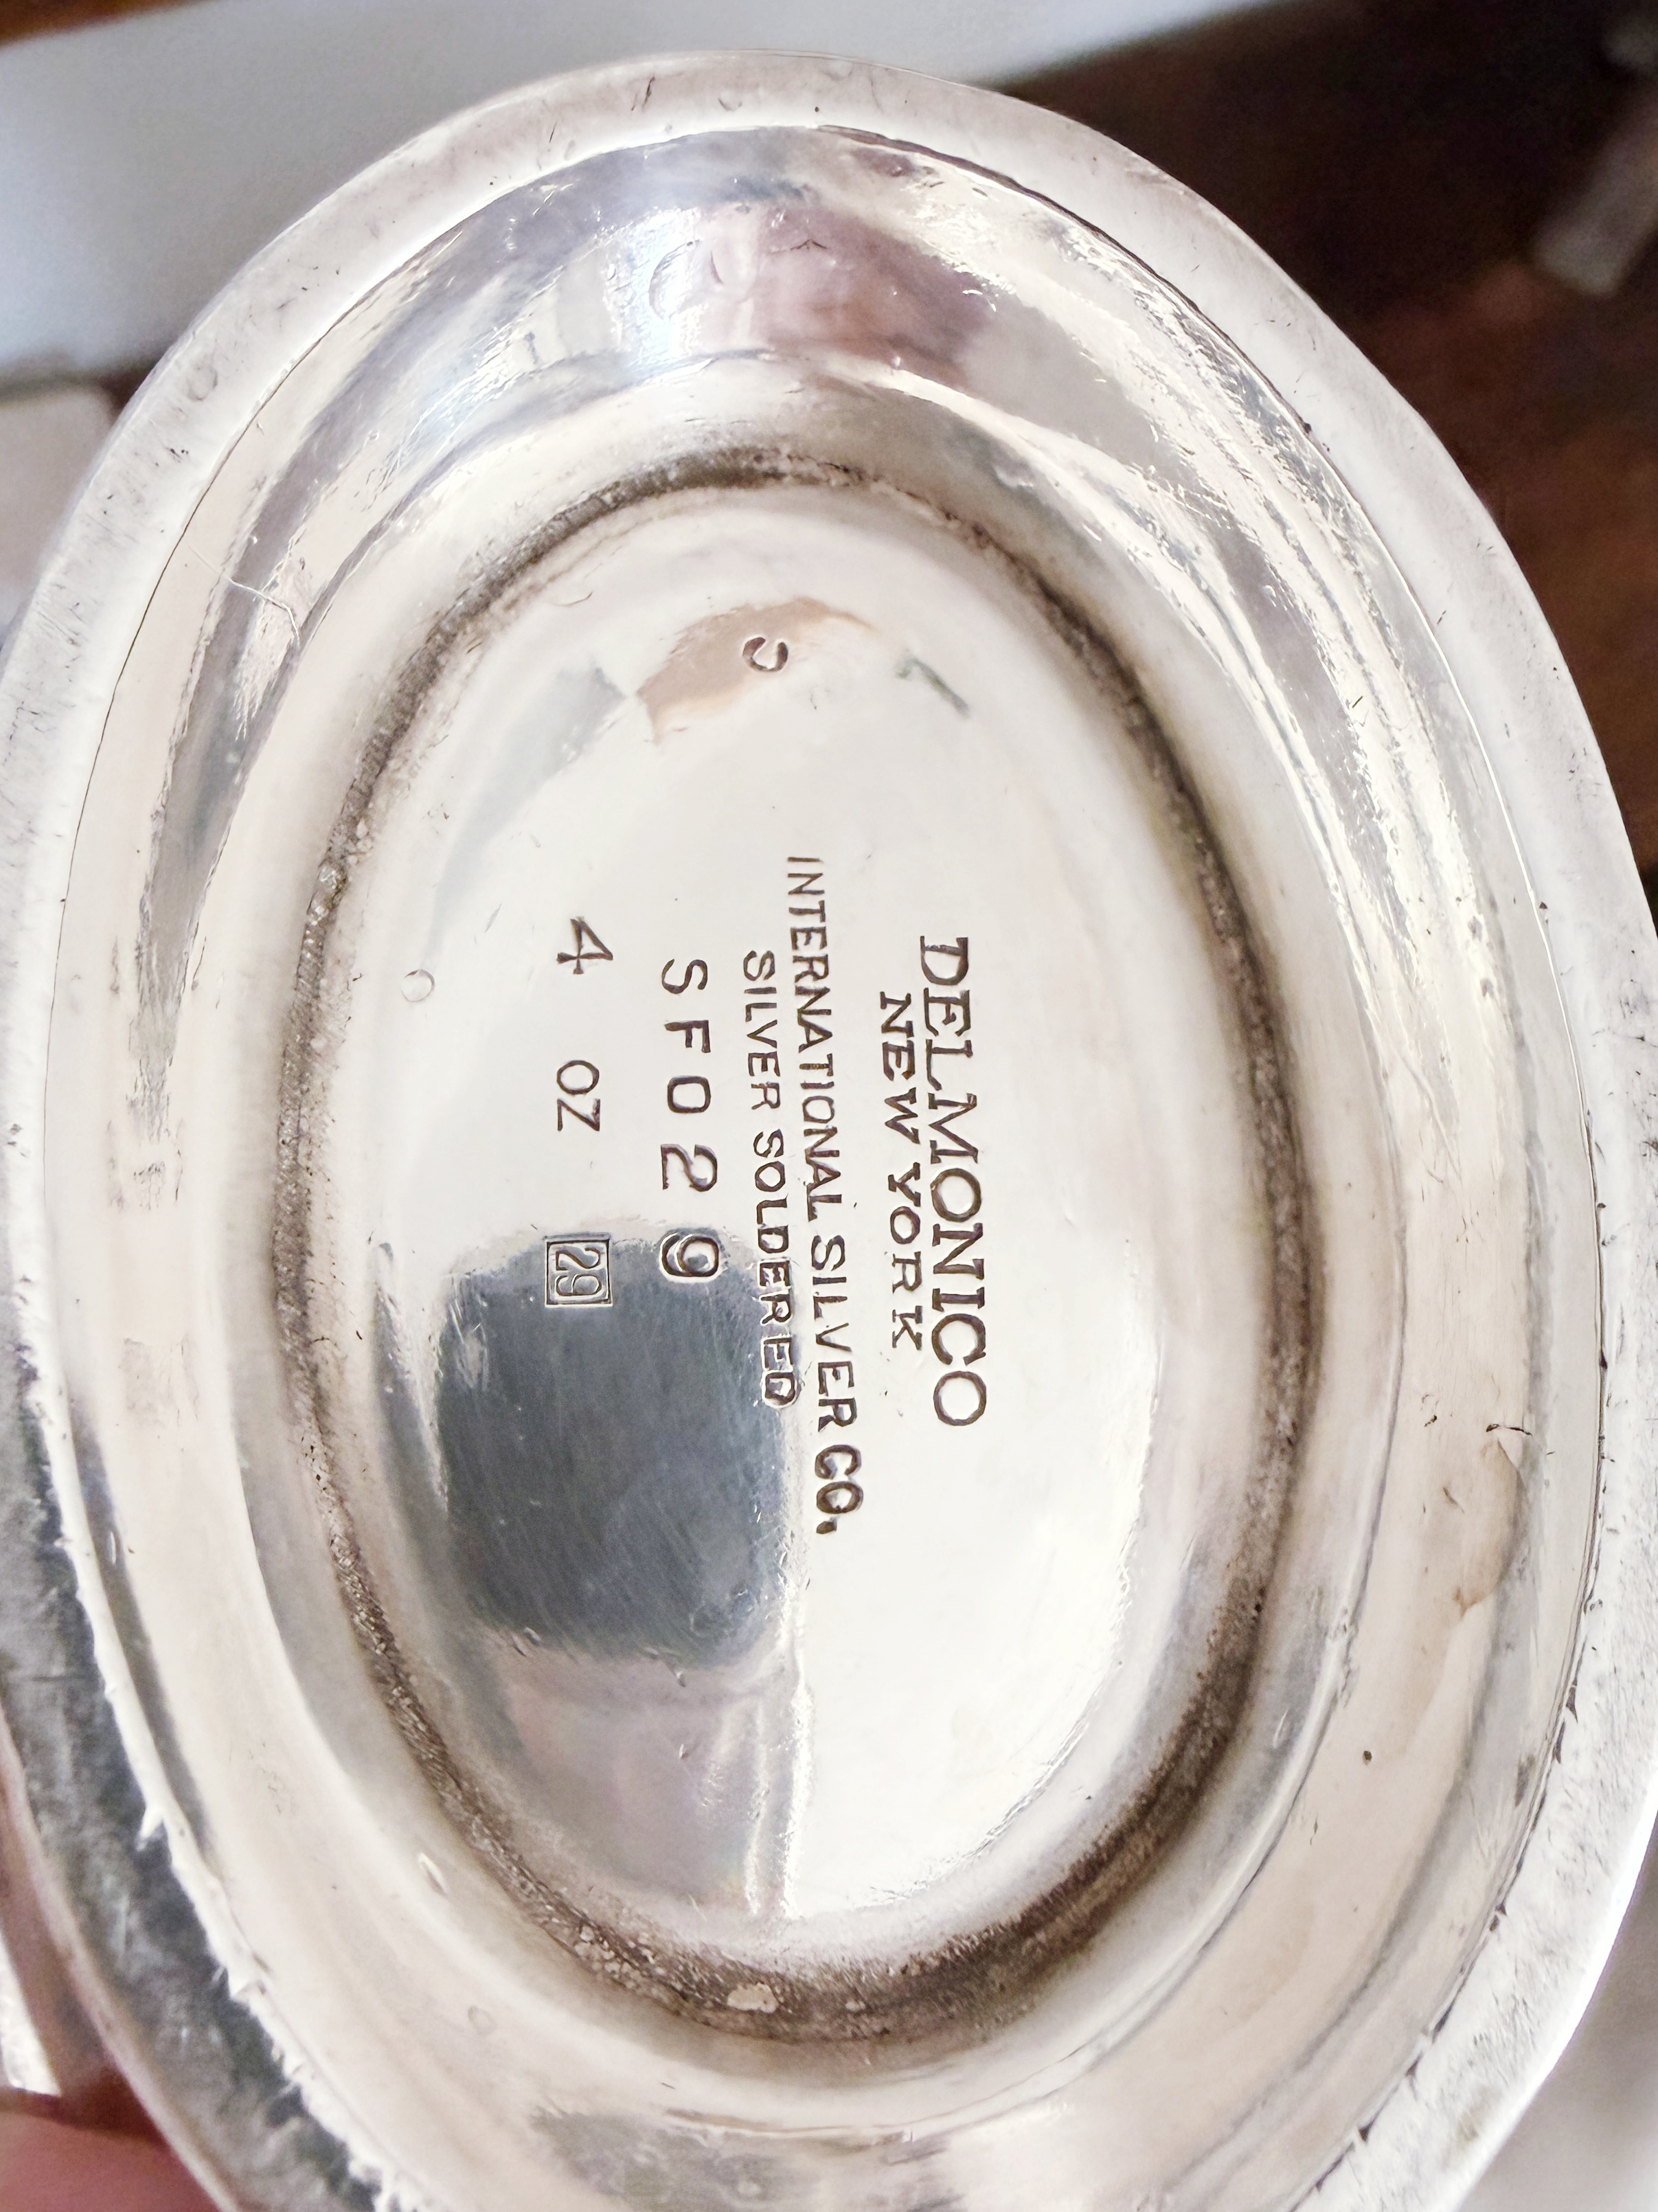 DELMONICO
NEW YORK
INTERNATIONAL SILVER CO.
SILVER SOLDERED
SF029
4 OZ 29
C